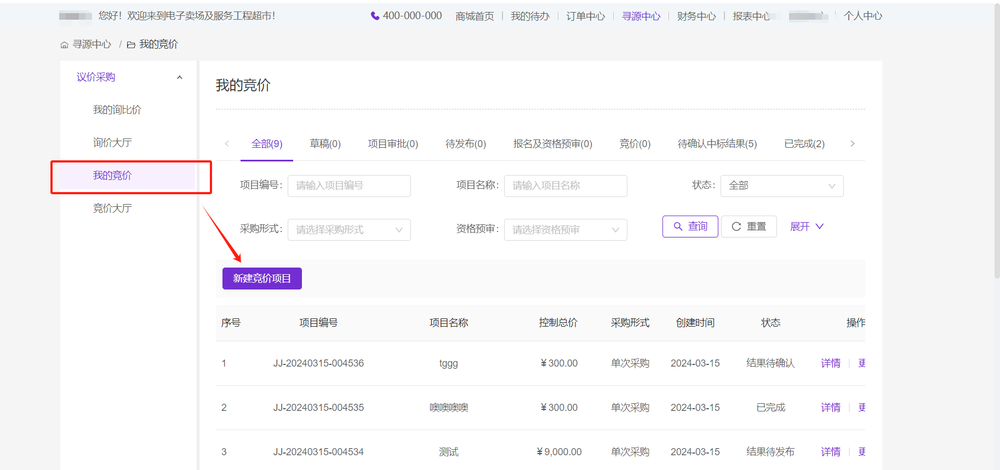 您好！欢迎来到电子卖场及服务工程超市！
400-000-000 商城首页 我的待办 订单中心 寻源中心 财务中心 报表中心 个人中心
寻源中心 / 我的竞价
议价采购
我的询比价
询价大厅
我的竞价
竞价大厅
我的竞价
全部(9) 草稿(0) 项目审批(0) 待发布(0) 报名及资格预审(0) 竞价(0) 待确认中标结果(5) 已完成(2)
项目编号： 请输入项目编号 项目名称： 请输入项目名称 状态： 全部
采购形式： 请选择采购形式 资格预审： 请选择资格预审 查询 重置 展开
新建竞价项目
序号 项目编号 项目名称 控制总价 采购形式 创建时间 状态 操作
1 JJ-20240315-004536 tggg ￥300.00 单次采购 2024-03-15 结果待确认 详情
2 JJ-20240315-004535 噢噢噢噢 ￥300.00 单次采购 2024-03-15 已完成 详情
3 JJ-20240315-004534 测试 ￥9,000.00 单次采购 2024-03-15 结果待发布 详情